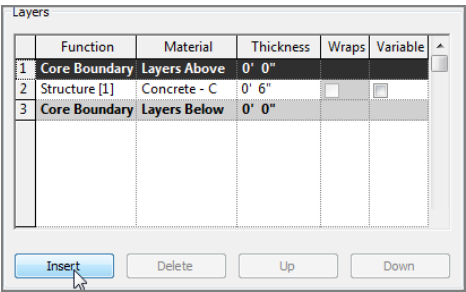 Layers
Function Material Thickness Wraps Variable
1 Core Boundary Layers Above 0' 0"
2 Structure [1] Concrete - C 0' 6"
3 Core Boundary Layers Below 0' 0"
Insert Delete Up Down